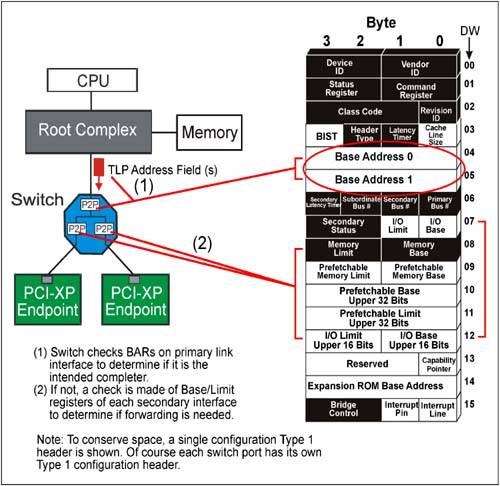 Byte
DW
3 2 1 0
Device ID
Vendor ID
00
Status Register
Command Register
01
Class Code
Revision ID
02
BIST
Header Type
Latency Timer
Cache Line Size
03
Base Address 0
04
Base Address 1
05
Secondary Latency Time
Subordinate Bus #
Secondary Bus #
Primary Bus #
06
Secondary Status
I/O Limit
I/O Base
07
Memory Limit
Memory Base
08
Prefetchable Memory Limit
Prefetchable Memory Base
09
Prefetchable Base Upper 32 Bits
10
Prefetchable Limit Upper 32 Bits
11
I/O Limit Upper 16 Bits
I/O Base Upper 16 Bits
12
Reserved
Capability Pointer
13
Expansion ROM Base Address
14
Bridge Control
Interrupt Pin
Interrupt Line
15
CPU
Root Complex
Memory
TLP Address Field (s)
(1)
Switch
P2P
P2P
P2P
(2)
PCI-XP Endpoint
PCI-XP Endpoint
(1) Switch checks BARs on primary link
interface to determine if it is the
intended completer.
(2) If not, a check is made of Base/Limit
registers of each secondary interface
to determine if forwarding is needed.
Note: To conserve space, a single configuration Type 1
header is shown. Of course each switch port has its own
Type 1 configuration header.